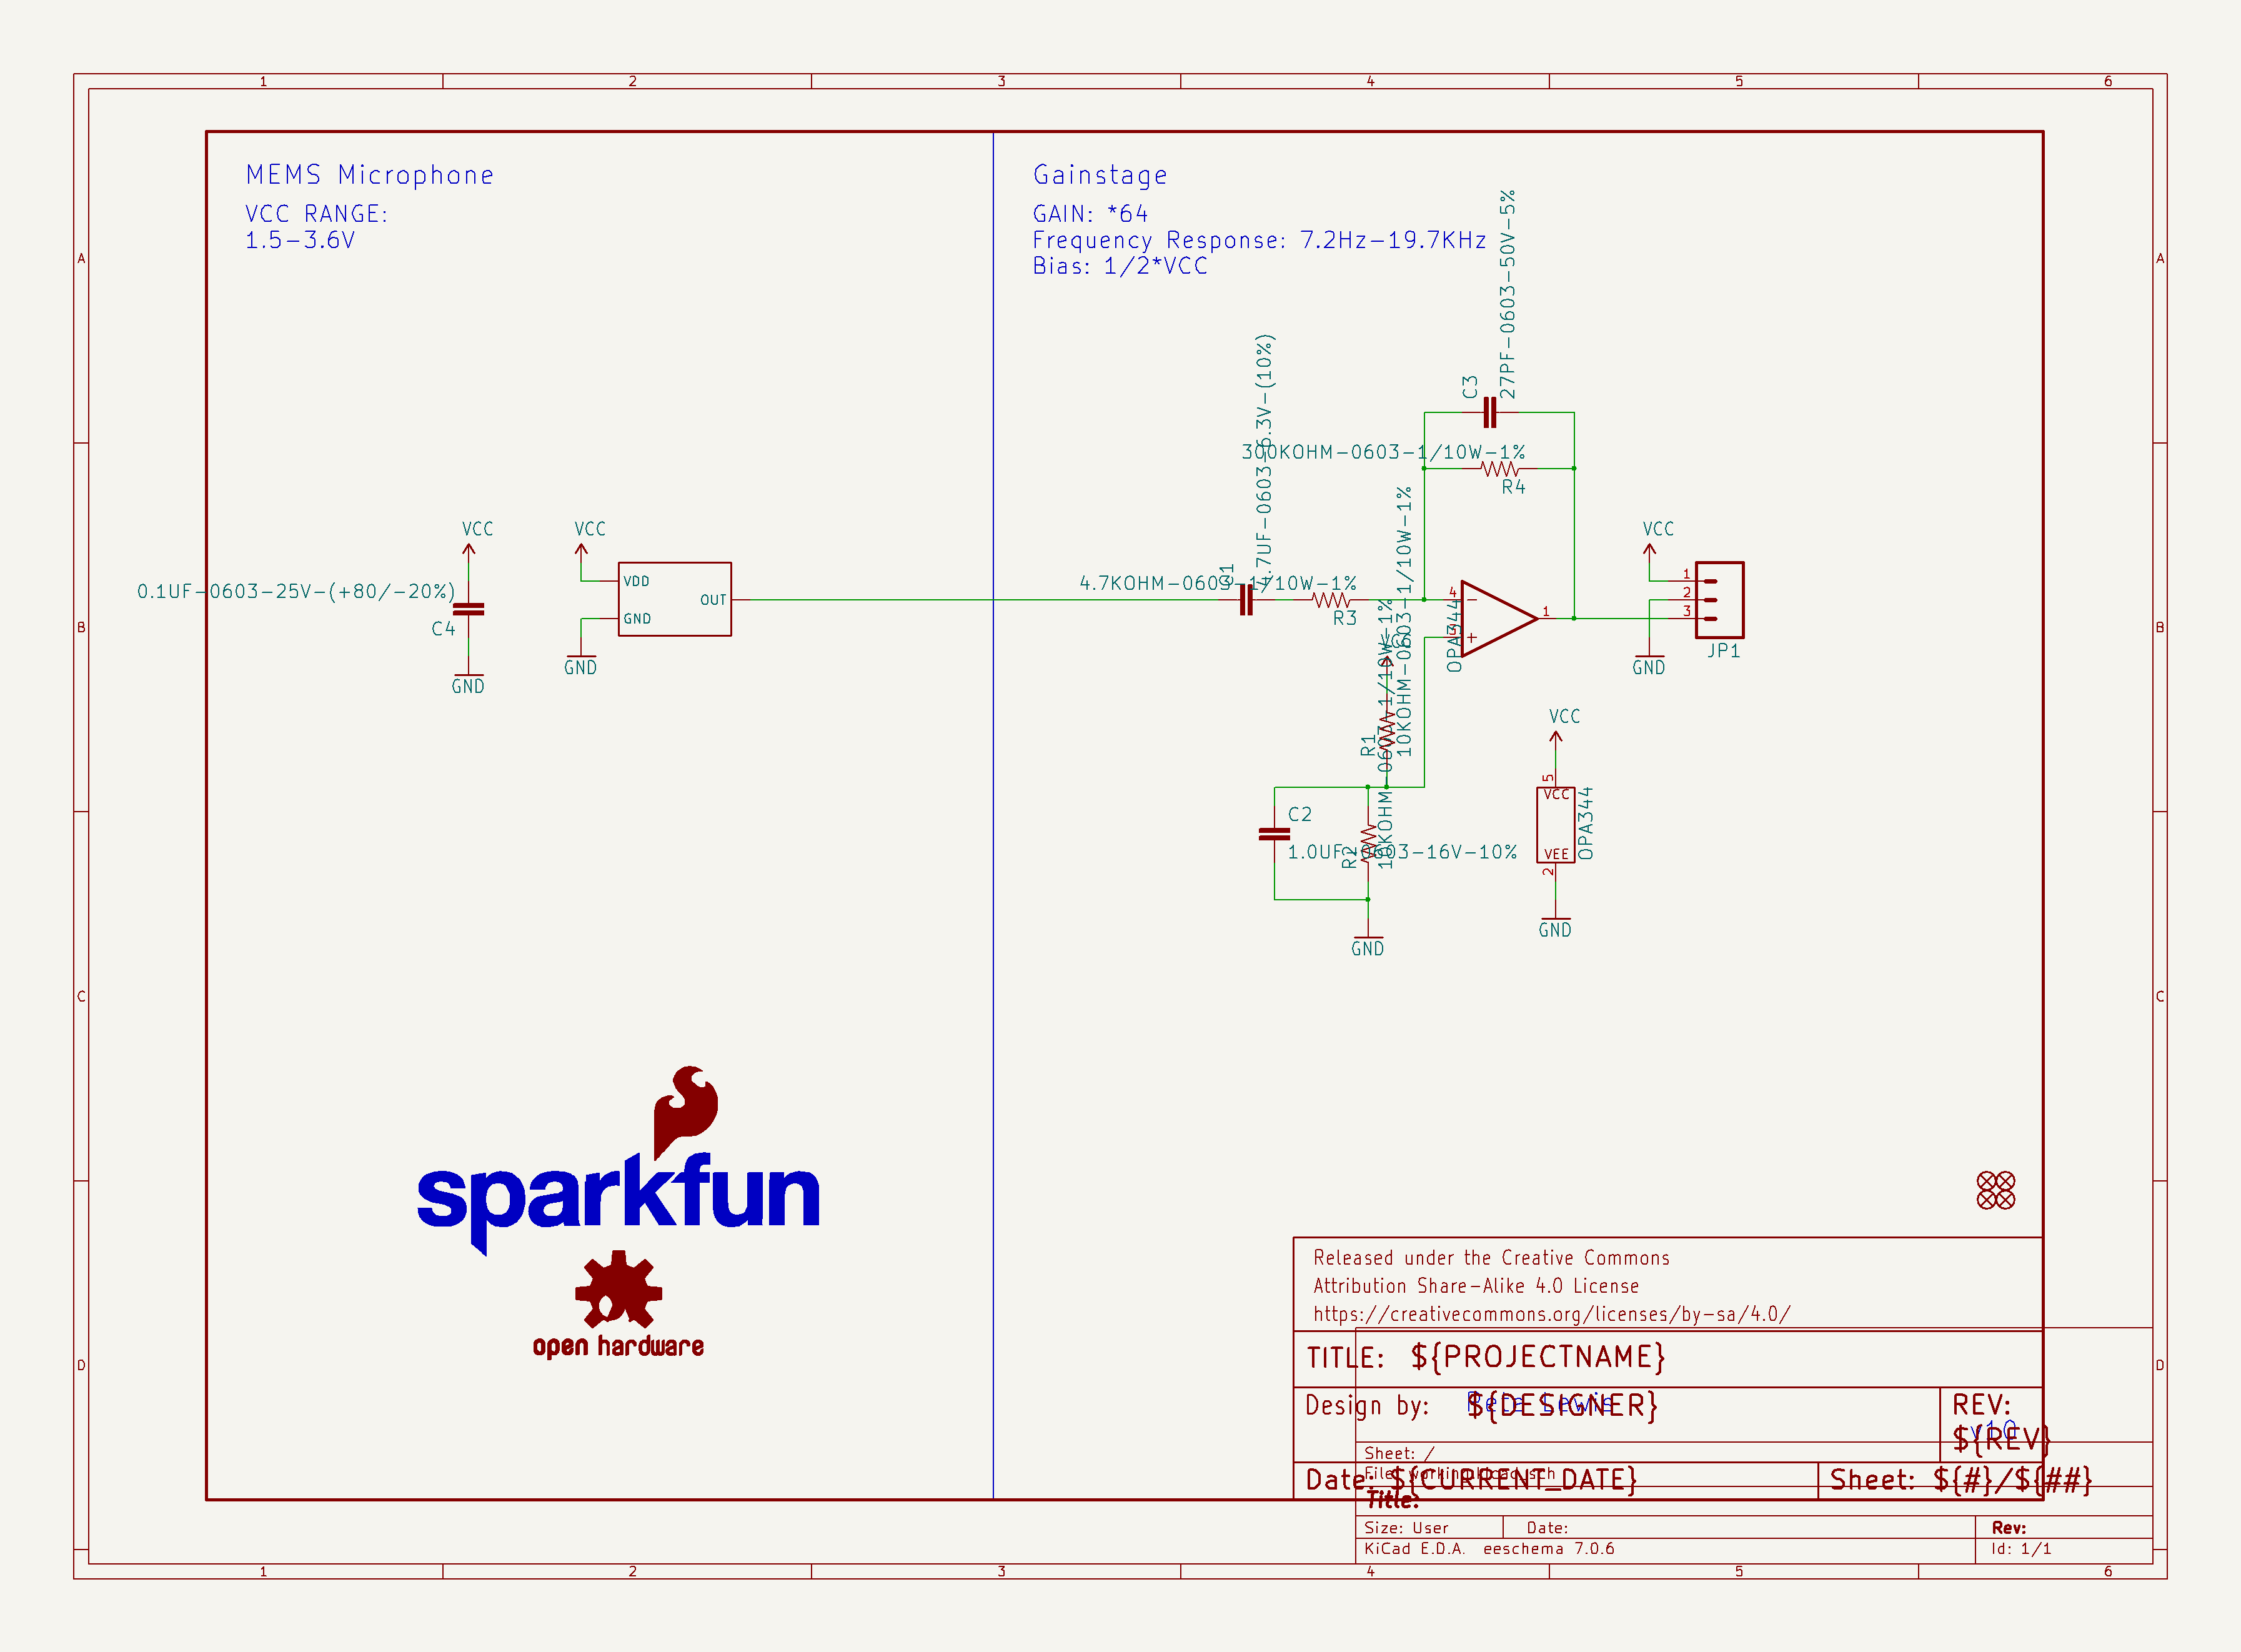 1 2 3 4 5 6
A
A
B
B
C
C
D
D
MEMS Microphone
VCC RANGE:
1.5-3.6V
Gainstage
GAIN: *64
Frequency Response: 7.2Hz-19.7KHz
Bias: 1/2*VCC
VCC
0.1UF-0603-25V-(+80/-20%)
C4
GND
VCC
VDD
GND
OUT
GND
4.7UF-0603-6.3V-(10%)
C1
4.7KOHM-0603-1/10W-1%
R3
C3
27PF-0603-50V-5%
300KOHM-0603-1/10W-1%
R4
4
3
1
OPA344
VCC
R1
10KOHM-0603-1/10W-1%
C2
1.0UF-0603-16V-10%
R2
10KOHM-0603-1/10W-1%
GND
VCC
1
2
3
GND
JP1
VCC
5
VCC
VEE
2
OPA344
GND
sparkfun
open hardware
Released under the Creative Commons
Attribution Share-Alike 4.0 License
https://creativecommons.org/licenses/by-sa/4.0/
TITLE: ${PROJECTNAME}
Design by: ${DESIGNER}
Pete Lewis
REV:
v10
${REV}
Sheet: /
File: working.kicad_sch
Date: ${CURRENT_DATE}
Sheet: ${#}/${##}
Title:
Size: User Date: Rev:
KiCad E.D.A. eeschema 7.0.6 Id: 1/1
1 2 3 4 5 6